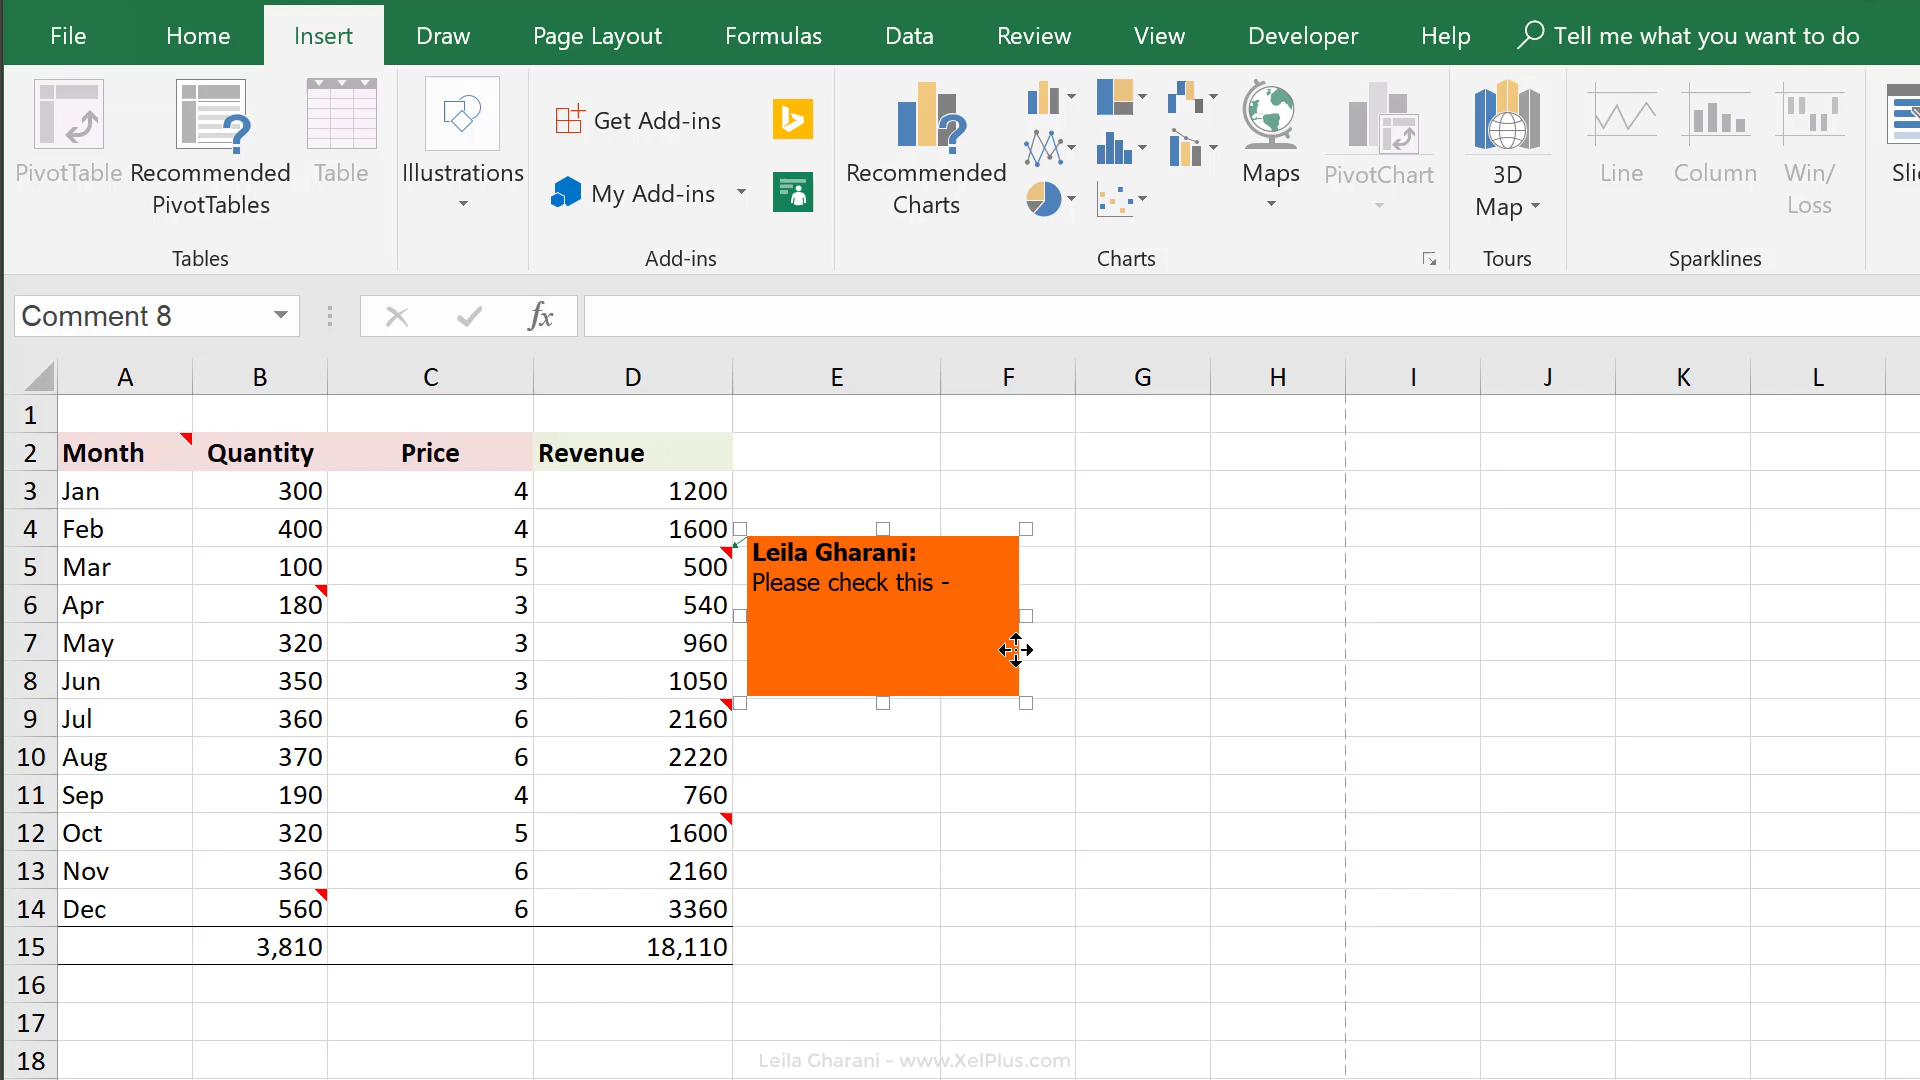 File Home Insert Draw Page Layout Formulas Data Review View Developer Help Tell me what you want to do
PivotTable Recommended PivotTables Table
Illustrations
Get Add-ins
My Add-ins
Recommended Charts
Maps
PivotChart
3D Map
Line Column Win/ Loss
Tables Add-ins Charts Tours Sparklines
Comment 8 fx
A B C D E F G H I J K L
1
2 Month Quantity Price Revenue
3 Jan 300 4 1200
4 Feb 400 4 1600
5 Mar 100 5 500
6 Apr 180 3 540
7 May 320 3 960
8 Jun 350 3 1050
9 Jul 360 6 2160
10 Aug 370 6 2220
11 Sep 190 4 760
12 Oct 320 5 1600
13 Nov 360 6 2160
14 Dec 560 6 3360
15 3,810 18,110
16
17
18
Leila Gharani:
Please check this -
Leila Gharani - www.XelPlus.com